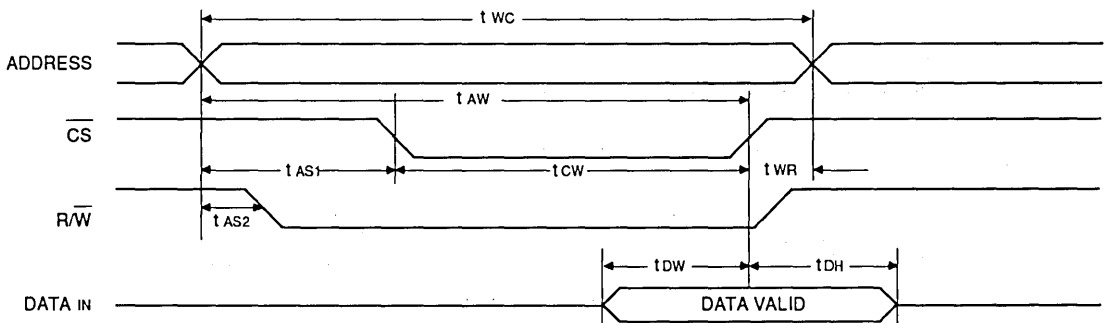 t WC
ADDRESS
t AW
CS
t AS1
t CW
t WR
R/W
t AS2
t DW
t DH
DATA IN
DATA VALID